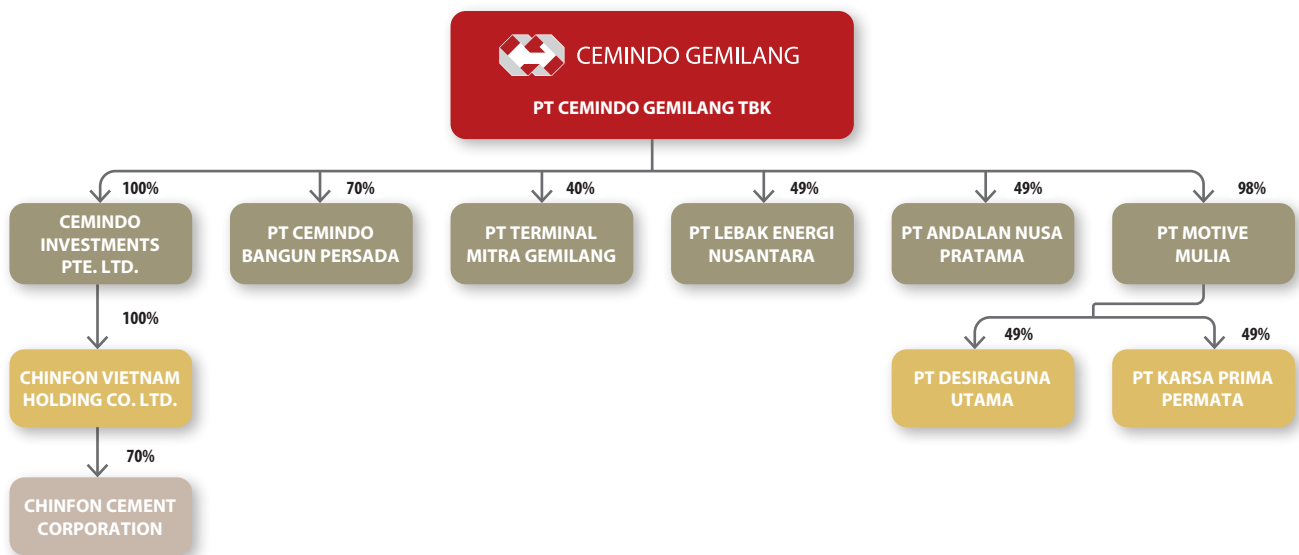 CEMINDO GEMILANG
PT CEMINDO GEMILANG TBK
100%
70%
40%
49%
49%
98%
CEMINDO
INVESTMENTS
PTE. LTD.
PT CEMINDO
BANGUN PERSADA
PT TERMINAL
MITRA GEMILANG
PT LEBAK ENERGI
NUSANTARA
PT ANDALAN NUSA
PRATAMA
PT MOTIVE
MULIA
100%
49%
49%
CHINFON VIETNAM
HOLDING CO. LTD.
PT DESIRAGUNA
UTAMA
PT KARSA PRIMA
PERMATA
70%
CHINFON CEMENT
CORPORATION